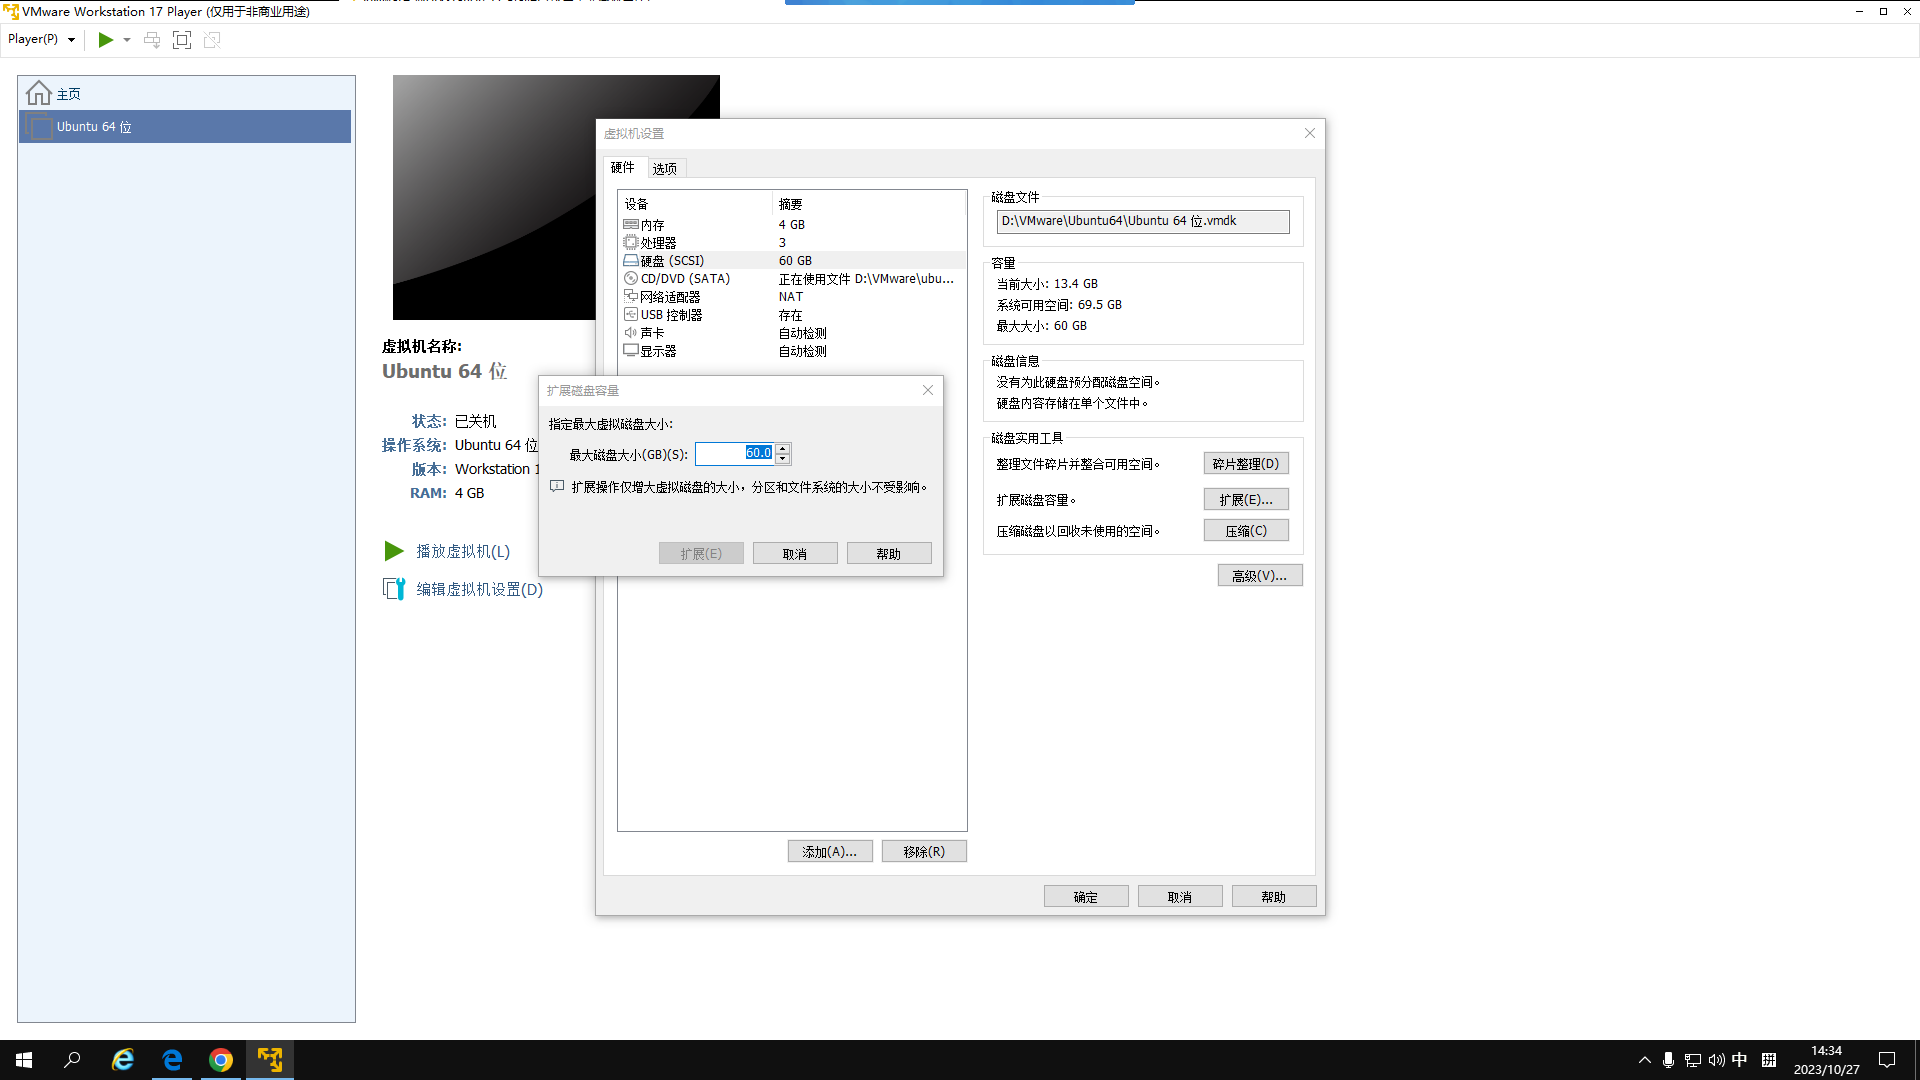 VMware Workstation 17 Player (仅用于非商业用途)
Player(P)
主页
Ubuntu 64 位
虚拟机名称:
Ubuntu 64 位
状态: 已关机
操作系统: Ubuntu 64 位
版本: Workstation 1
RAM: 4 GB
播放虚拟机(L)
编辑虚拟机设置(D)
虚拟机设置
硬件
选项
设备 摘要
内存 4 GB
处理器 3
硬盘 (SCSI) 60 GB
CD/DVD (SATA) 正在使用文件 D:\VMware\ubu...
网络适配器 NAT
USB 控制器 存在
声卡 自动检测
显示器 自动检测
添加(A)...
移除(R)
磁盘文件
D:\VMware\Ubuntu64\Ubuntu 64 位.vmdk
容量
当前大小: 13.4 GB
系统可用空间: 69.5 GB
最大大小: 60 GB
磁盘信息
没有为此硬盘预分配磁盘空间。
硬盘内容存储在单个文件中。
磁盘实用工具
整理文件碎片并整合可用空间。 碎片整理(D)
扩展磁盘容量。 扩展(E)...
压缩磁盘以回收未使用的空间。 压缩(C)
高级(V)...
确定
取消
帮助
扩展磁盘容量
指定最大虚拟磁盘大小:
最大磁盘大小(GB)(S): 60.0
扩展操作仅增大虚拟磁盘的大小，分区和文件系统的大小不受影响。
扩展(E)
取消
帮助
中
拼
14:34
2023/10/27